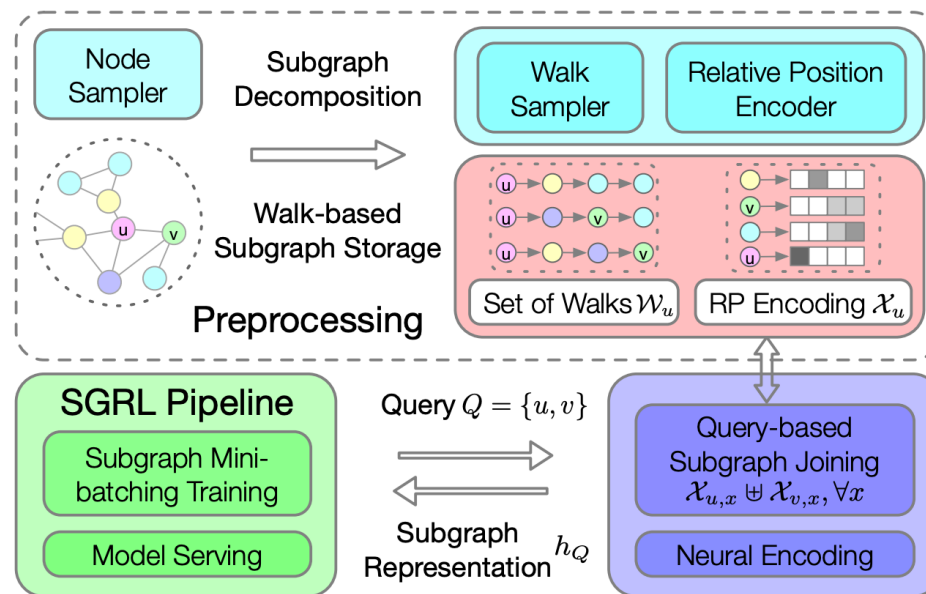 Node
Sampler
Subgraph
Decomposition
Walk
Sampler
Relative Position
Encoder
u
v
Walk-based
Subgraph Storage
Preprocessing
u
u v
u v
v
u
Set of Walks 𝒲ᵤ
RP Encoding 𝒳ᵤ
SGRL Pipeline
Subgraph Mini-
batching Training
Model Serving
Query Q = {u, v}
Subgraph
Representation h_Q
Query-based
Subgraph Joining
𝒳_{u,x} ⊎ 𝒳_{v,x}, ∀x
Neural Encoding